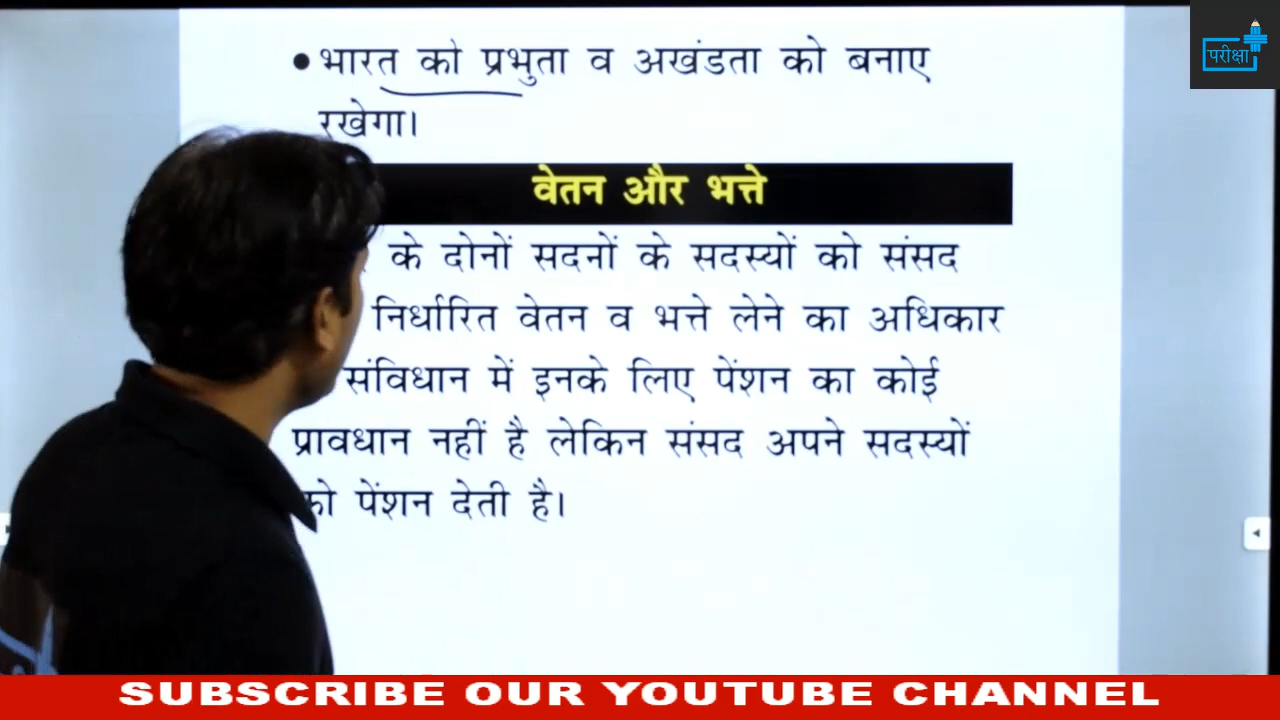 परीक्षा
• भारत को प्रभुता व अखंडता को बनाए
रखेगा।
वेतन और भत्ते
के दोनों सदनों के सदस्यों को संसद
निर्धारित वेतन व भत्ते लेने का अधिकार
संविधान में इनके लिए पेंशन का कोई
प्रावधान नहीं है लेकिन संसद अपने सदस्यों
को पेंशन देती है।
SUBSCRIBE OUR YOUTUBE CHANNEL